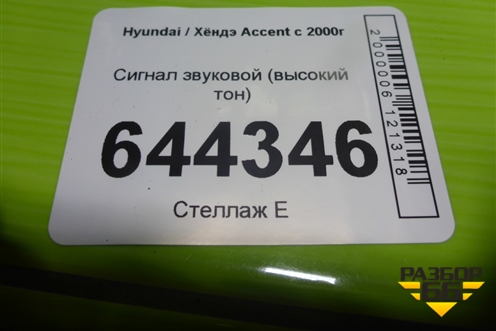 Hyundai / Хёндэ Accent с 2000г
Сигнал звуковой (высокий
тон)
644346
Стеллаж Е
2000006121318
РАЗБОР
66